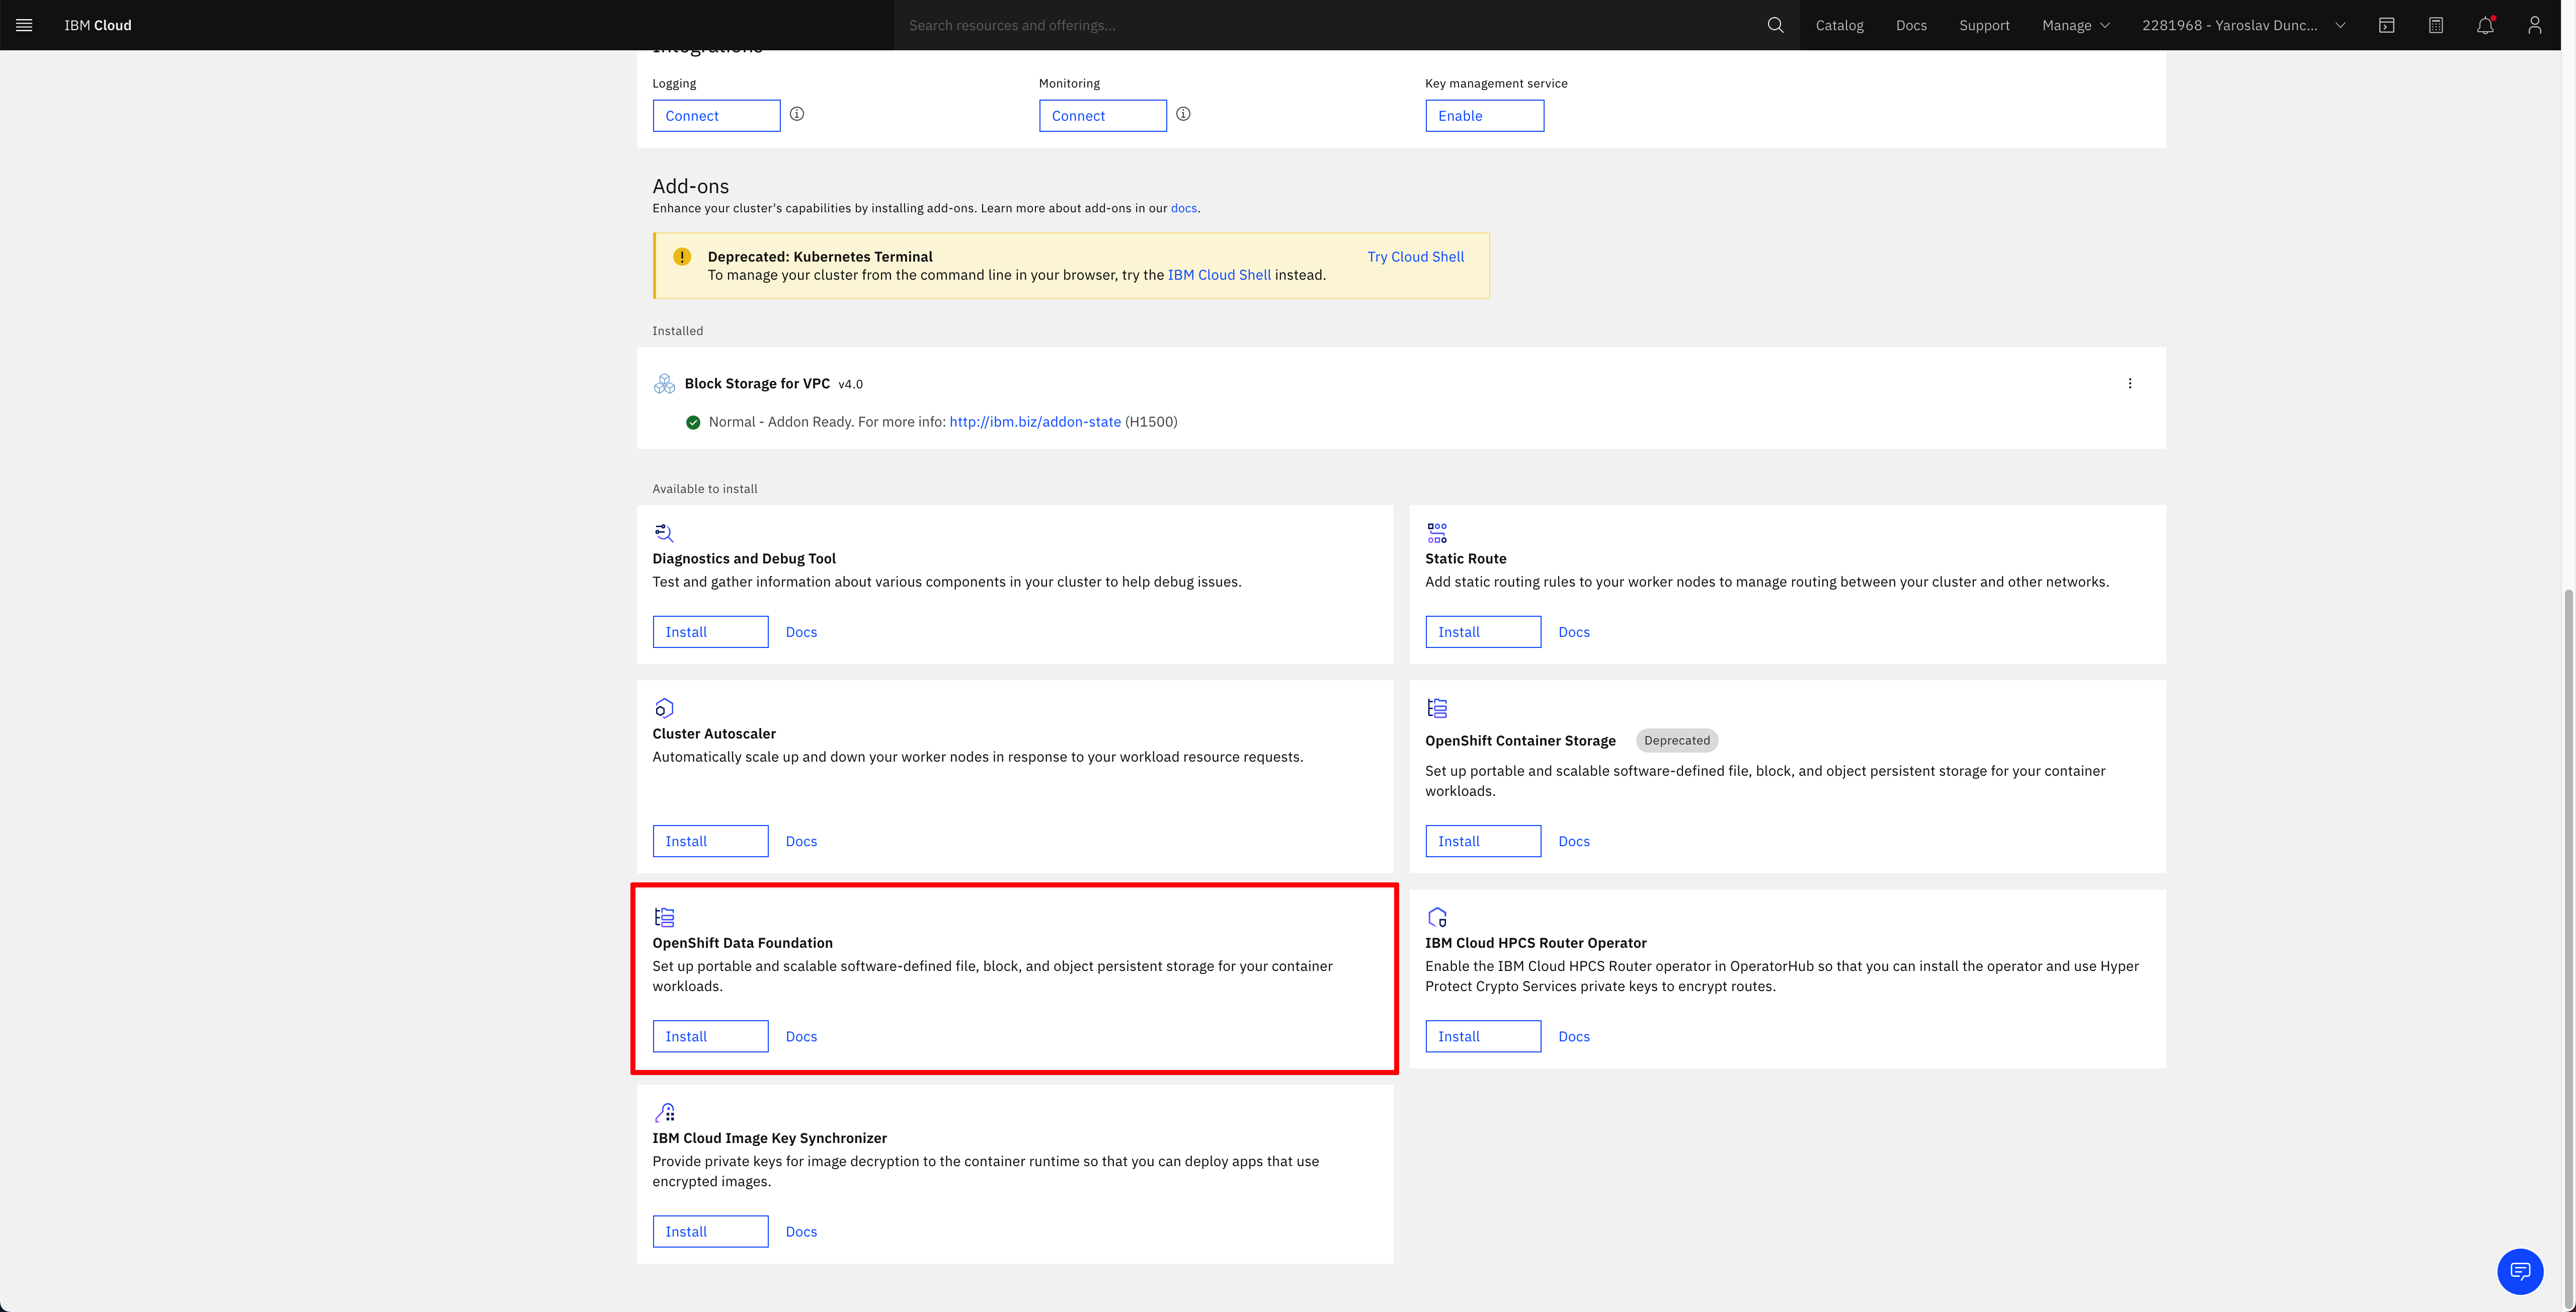 IBM Cloud
Search resources and offerings...
Catalog
Docs
Support
Manage
2281968 - Yaroslav Dunc...
Integrations
Logging
Monitoring
Key management service
Connect
Connect
Enable
Add-ons
Enhance your cluster's capabilities by installing add-ons. Learn more about add-ons in our docs.
Deprecated: Kubernetes Terminal
Try Cloud Shell
To manage your cluster from the command line in your browser, try the IBM Cloud Shell instead.
Installed
Block Storage for VPC v4.0
Normal - Addon Ready. For more info: http://ibm.biz/addon-state (H1500)
Available to install
Diagnostics and Debug Tool
Test and gather information about various components in your cluster to help debug issues.
Install Docs
Static Route
Add static routing rules to your worker nodes to manage routing between your cluster and other networks.
Install Docs
Cluster Autoscaler
Automatically scale up and down your worker nodes in response to your workload resource requests.
Install Docs
OpenShift Container Storage Deprecated
Set up portable and scalable software-defined file, block, and object persistent storage for your container
workloads.
Install Docs
OpenShift Data Foundation
Set up portable and scalable software-defined file, block, and object persistent storage for your container
workloads.
Install Docs
IBM Cloud HPCS Router Operator
Enable the IBM Cloud HPCS Router operator in OperatorHub so that you can install the operator and use Hyper
Protect Crypto Services private keys to encrypt routes.
Install Docs
IBM Cloud Image Key Synchronizer
Provide private keys for image decryption to the container runtime so that you can deploy apps that use
encrypted images.
Install Docs